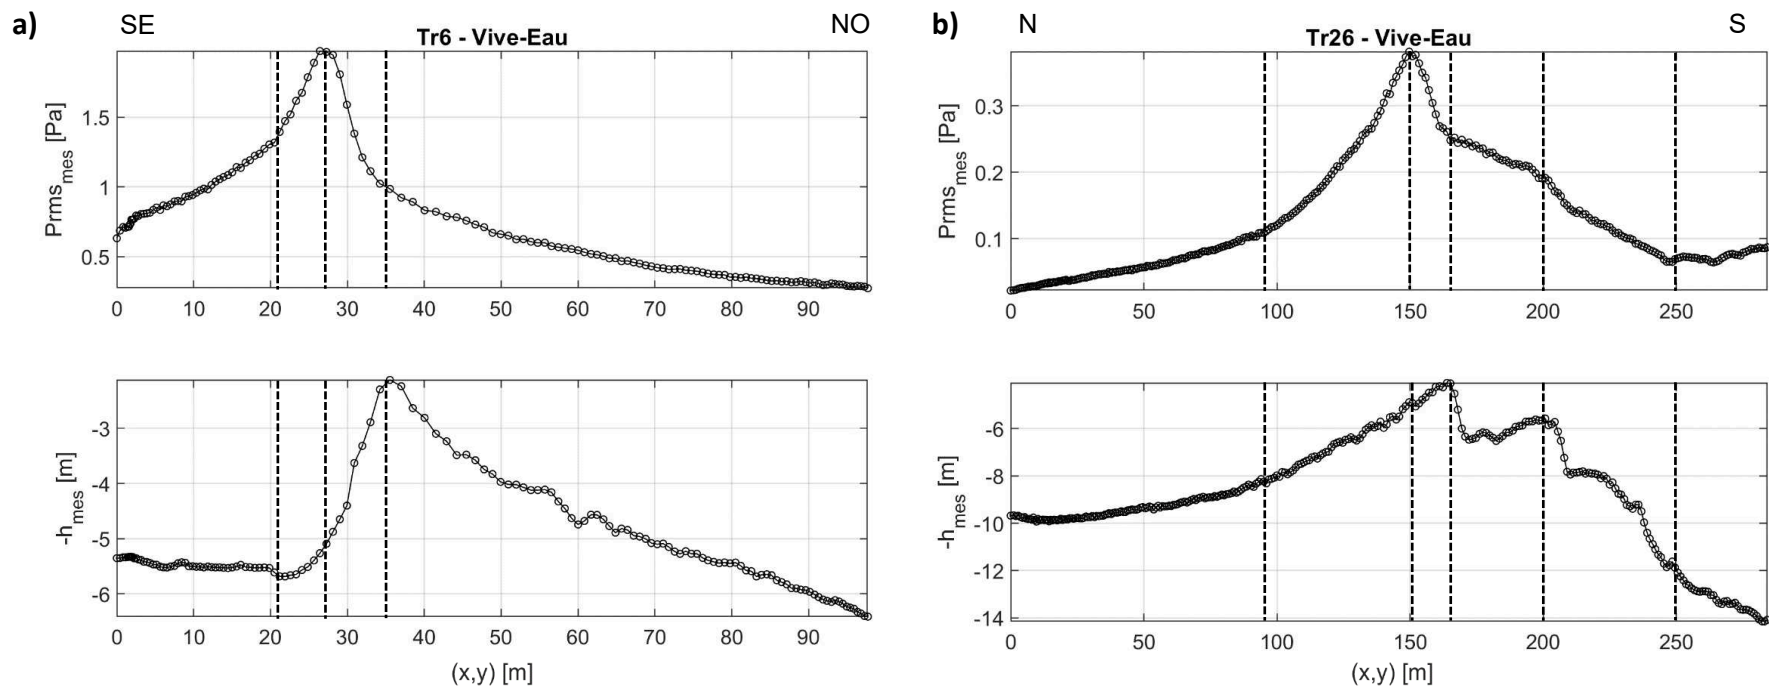 a) SE NO
Tr6 - Vive-Eau
Prms_mes [Pa]
1.5
1
0.5
0 10 20 30 40 50 60 70 80 90
-h_mes [m]
-3
-4
-5
-6
0 10 20 30 40 50 60 70 80 90
(x,y) [m]
b) N S
Tr26 - Vive-Eau
Prms_mes [Pa]
0.3
0.2
0.1
0 50 100 150 200 250
-h_mes [m]
-6
-8
-10
-12
-14
0 50 100 150 200 250
(x,y) [m]